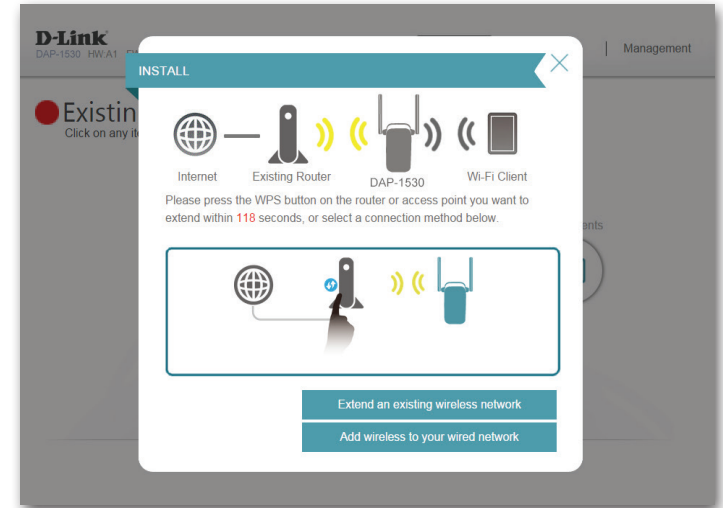 D-Link
DAP-1530 HW:A1
Management
INSTALL
Existin
Click on any
Internet
Existing Router
DAP-1530
Wi-Fi Client
Please press the WPS button on the router or access point you want to
extend within 118 seconds, or select a connection method below.
ents
Extend an existing wireless network
Add wireless to your wired network